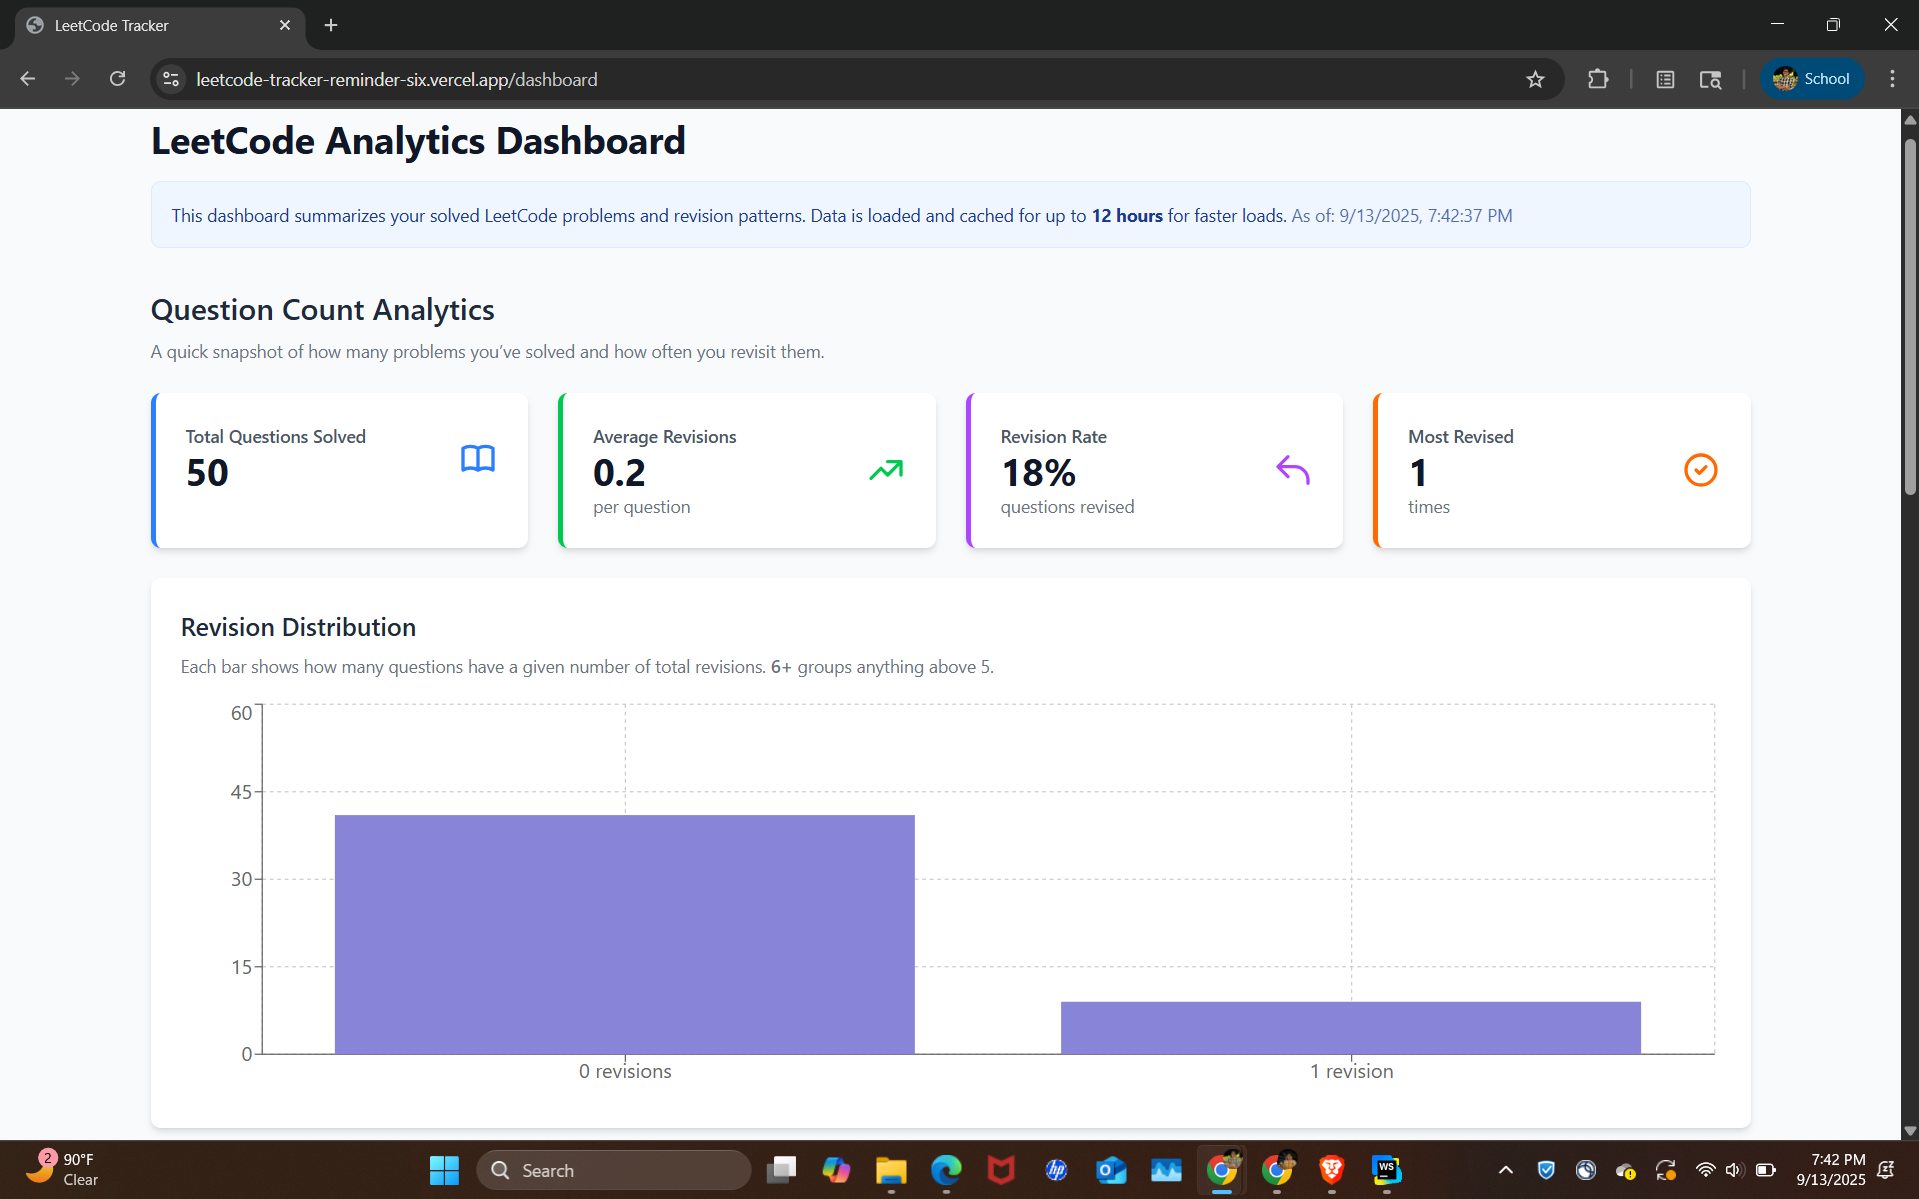 LeetCode Tracker
leetcode-tracker-reminder-six.vercel.app/dashboard
School
LeetCode Analytics Dashboard
This dashboard summarizes your solved LeetCode problems and revision patterns. Data is loaded and cached for up to 12 hours for faster loads. As of: 9/13/2025, 7:42:37 PM
Question Count Analytics
A quick snapshot of how many problems you’ve solved and how often you revisit them.
Total Questions Solved
50
Average Revisions
0.2
per question
Revision Rate
18%
questions revised
Most Revised
1
times
Revision Distribution
Each bar shows how many questions have a given number of total revisions. 6+ groups anything above 5.
60
45
30
15
0
0 revisions
1 revision
2
90°F
Clear
Search
hp
WS
7:42 PM
9/13/2025